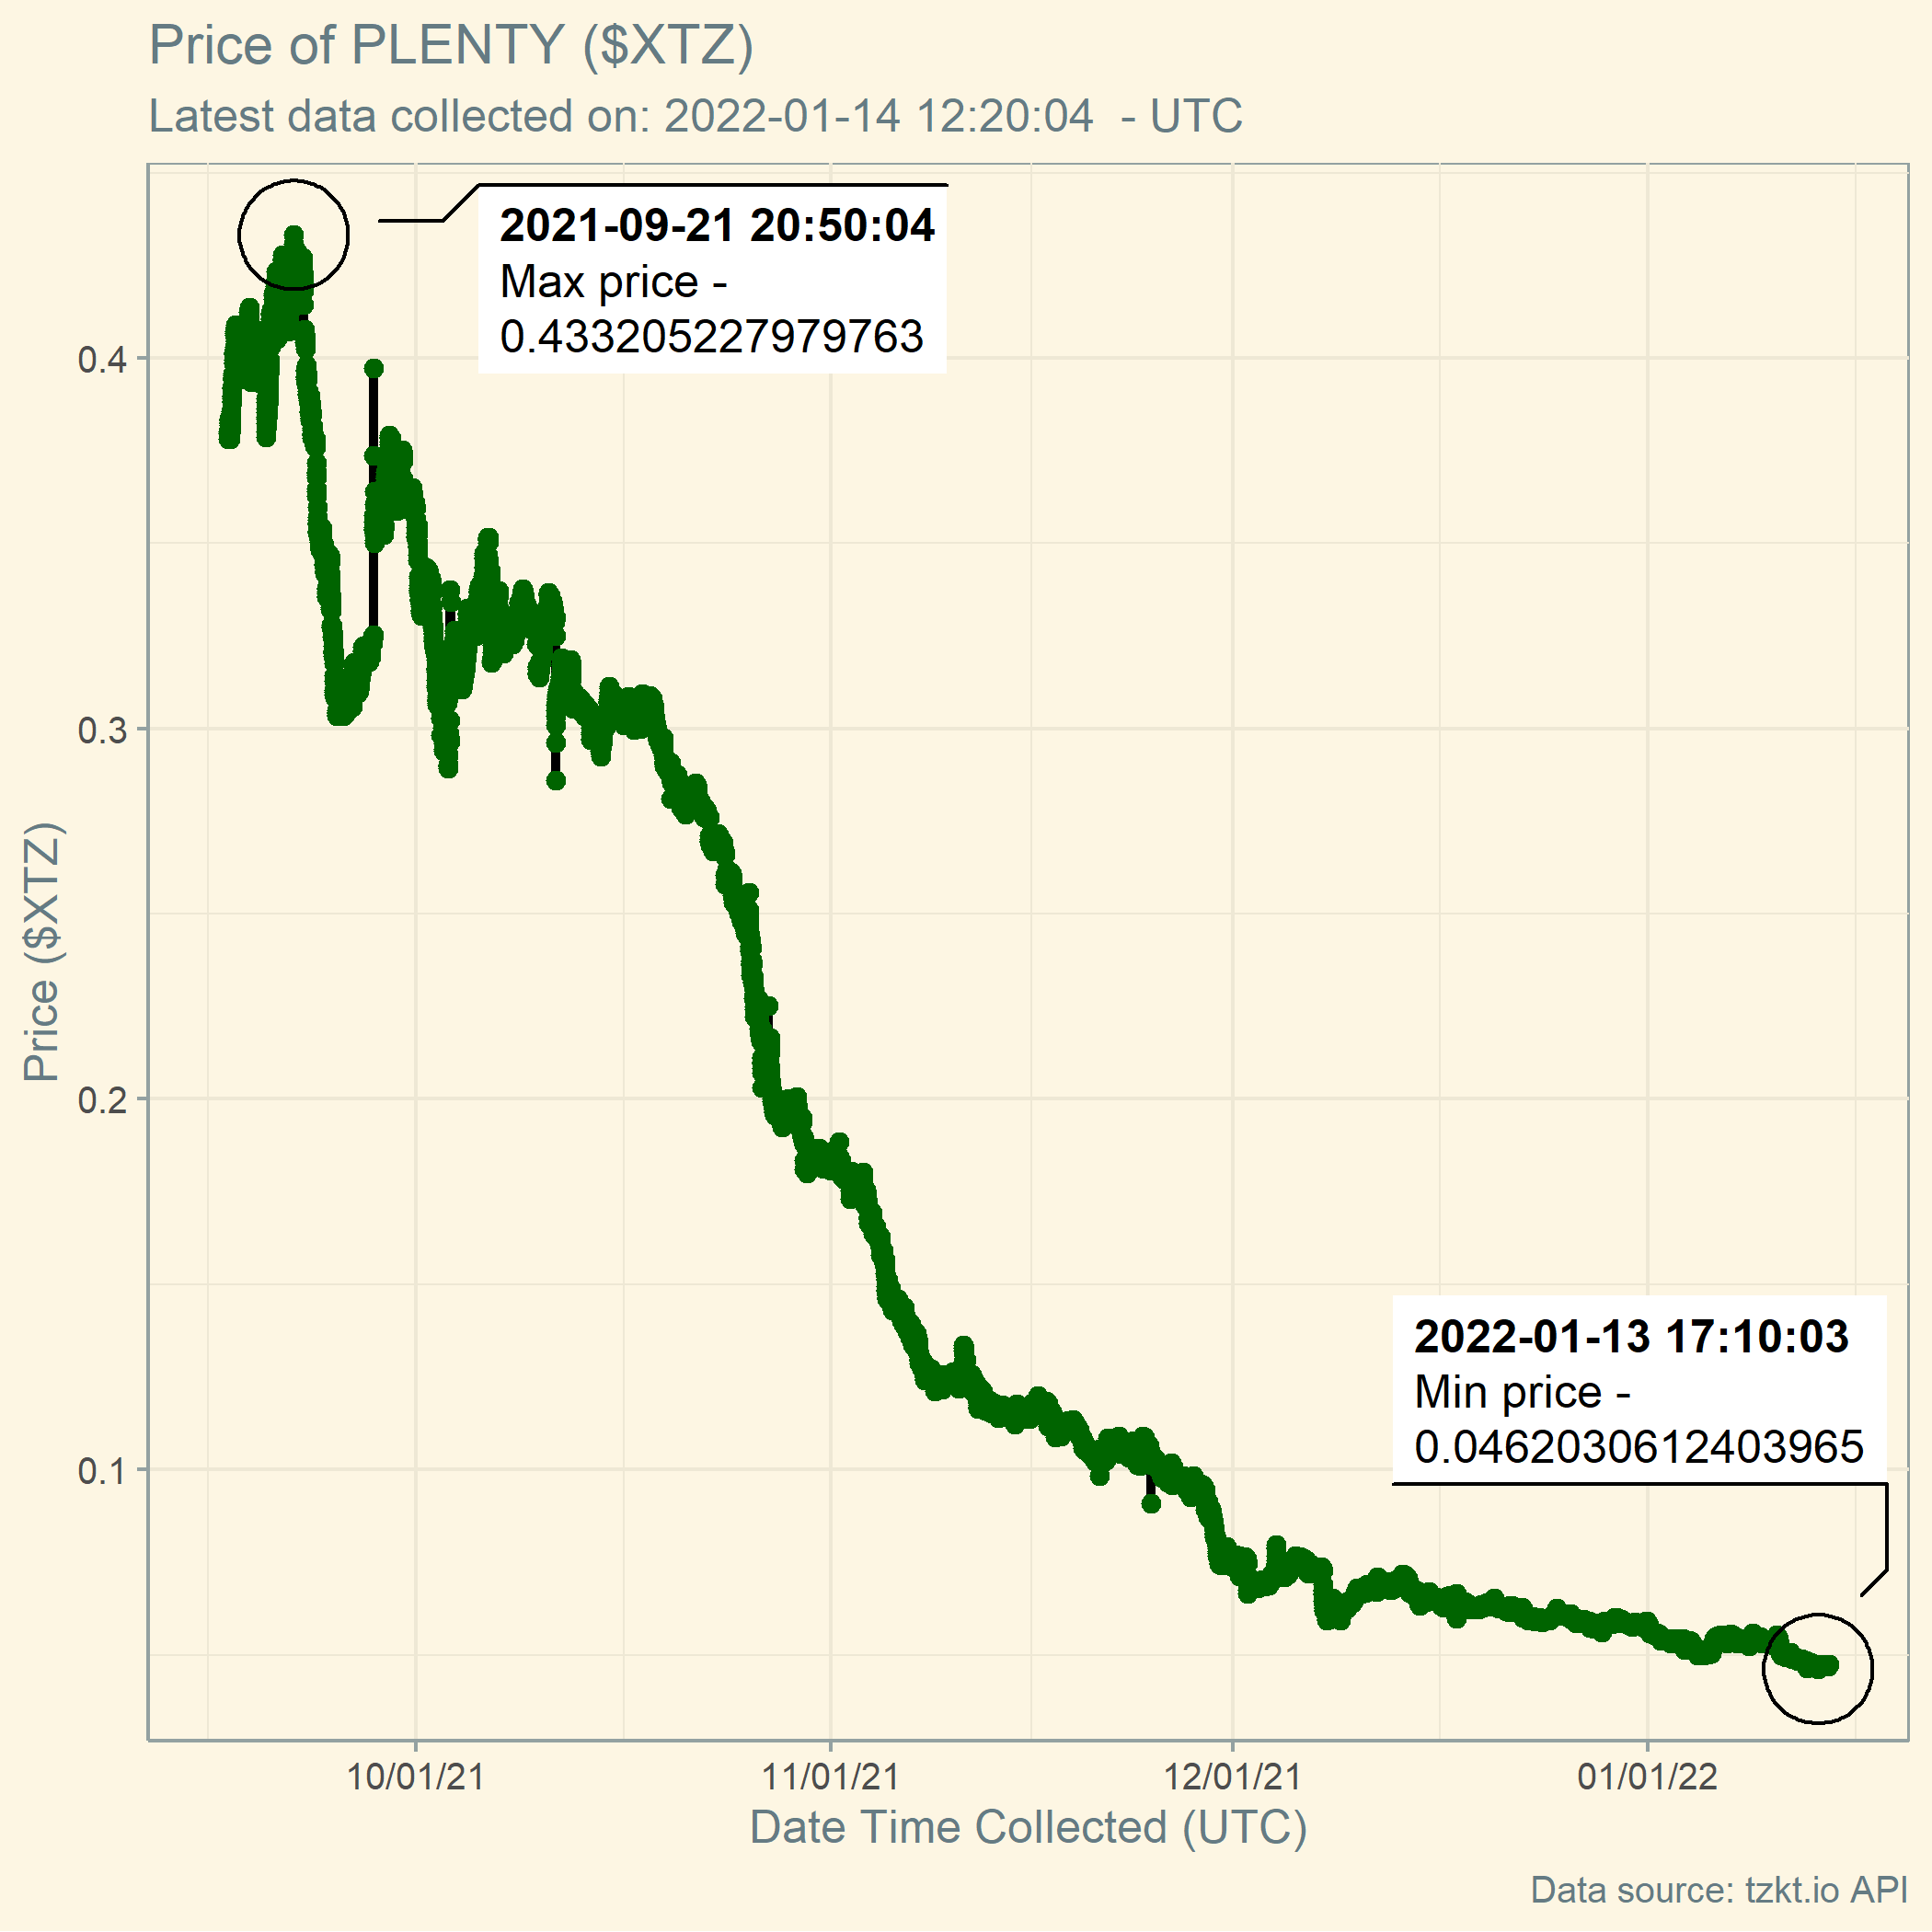 Price of PLENTY ($XTZ)
Latest data collected on: 2022-01-14 12:20:04  - UTC
2021-09-21 20:50:04
Max price -
0.433205227979763
0.4
0.3
0.2
0.1
Price ($XTZ)
2022-01-13 17:10:03
Min price -
0.0462030612403965
10/01/21
11/01/21
12/01/21
01/01/22
Date Time Collected (UTC)
Data source: tzkt.io API